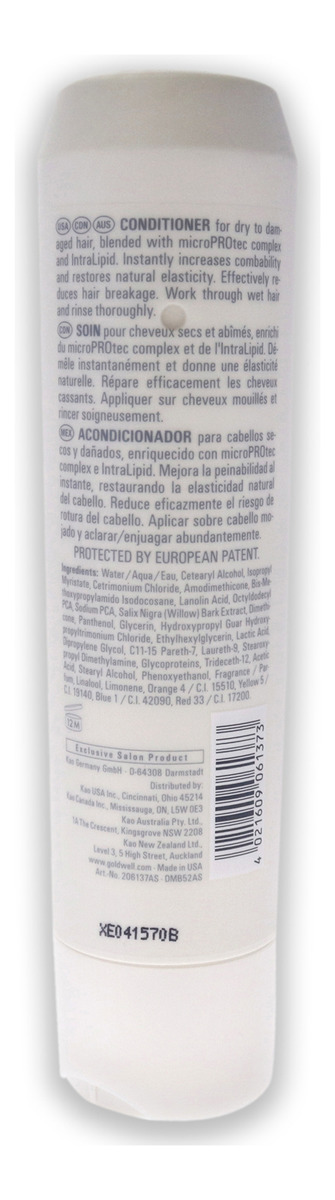 USA CDN AUS CONDITIONER for dry to dam-
aged hair, blended with microPROtec complex
and IntraLipid. Instantly increases combability
and restores natural elasticity. Effectively re-
duces hair breakage. Work through wet hair
and rinse thoroughly.
CDN SOIN pour cheveux secs et abîmés, enrichi
du microPROtec complex et de l'IntraLipid. Dé-
mêle instantanément et donne une élasticité
naturelle. Répare efficacement les cheveux
cassants. Appliquer sur cheveux mouillés et
rincer soigneusement.
MEX ACONDICIONADOR para cabellos se-
cos y dañados, enriquecido con microPROtec
complex e IntraLipid. Mejora la peinabilidad al
instante, restaurando la elasticidad natural
del cabello. Reduce eficazmente el riesgo de
rotura del cabello. Aplicar sobre cabello mo-
jado y aclarar/enjuagar abundantemente.
PROTECTED BY EUROPEAN PATENT.
Ingredients: Water/Aqua/Eau, Cetearyl Alcohol, Isopropyl
Myristate, Cetrimonium Chloride, Amodimethicone, Bis-Me-
thoxypropylamido Isodocosane, Lanolin Acid, Octyldodecyl
PCA, Sodium PCA, Salix Nigra (Willow) Bark Extract, Dimethi-
cone, Panthenol, Glycerin, Hydroxypropyl Guar Hydroxy-
propyltrimonium Chloride, Ethylhexylglycerin, Lactic Acid,
Dipropylene Glycol, C11-15 Pareth-7, Laureth-9, Stearoxy-
propyl Dimethylamine, Glycoproteins, Trideceth-12, Acetic
Acid, Stearyl Alcohol, Phenoxyethanol, Fragrance / Par-
fum, Linalool, Limonene, Orange 4 / C.I. 15510, Yellow 5 /
C.I. 19140, Blue 1 / C.I. 42090, Red 33 / C.I. 17200.
12M
Exclusive Salon Product
Kao Germany GmbH · D-64308 Darmstadt
Distributed by:
Kao USA Inc., Cincinnati, Ohio 45214
Kao Canada Inc., Mississauga, ON, L5W 0E3
Kao Australia Pty. Ltd.,
1A The Crescent, Kingsgrove NSW 2208
Kao New Zealand Ltd.,
Level 3, 5 High Street, Auckland
www.goldwell.com · Made in USA
Art.-No. 208137AS · DMB52AS
4 021609 061373
XE041570B